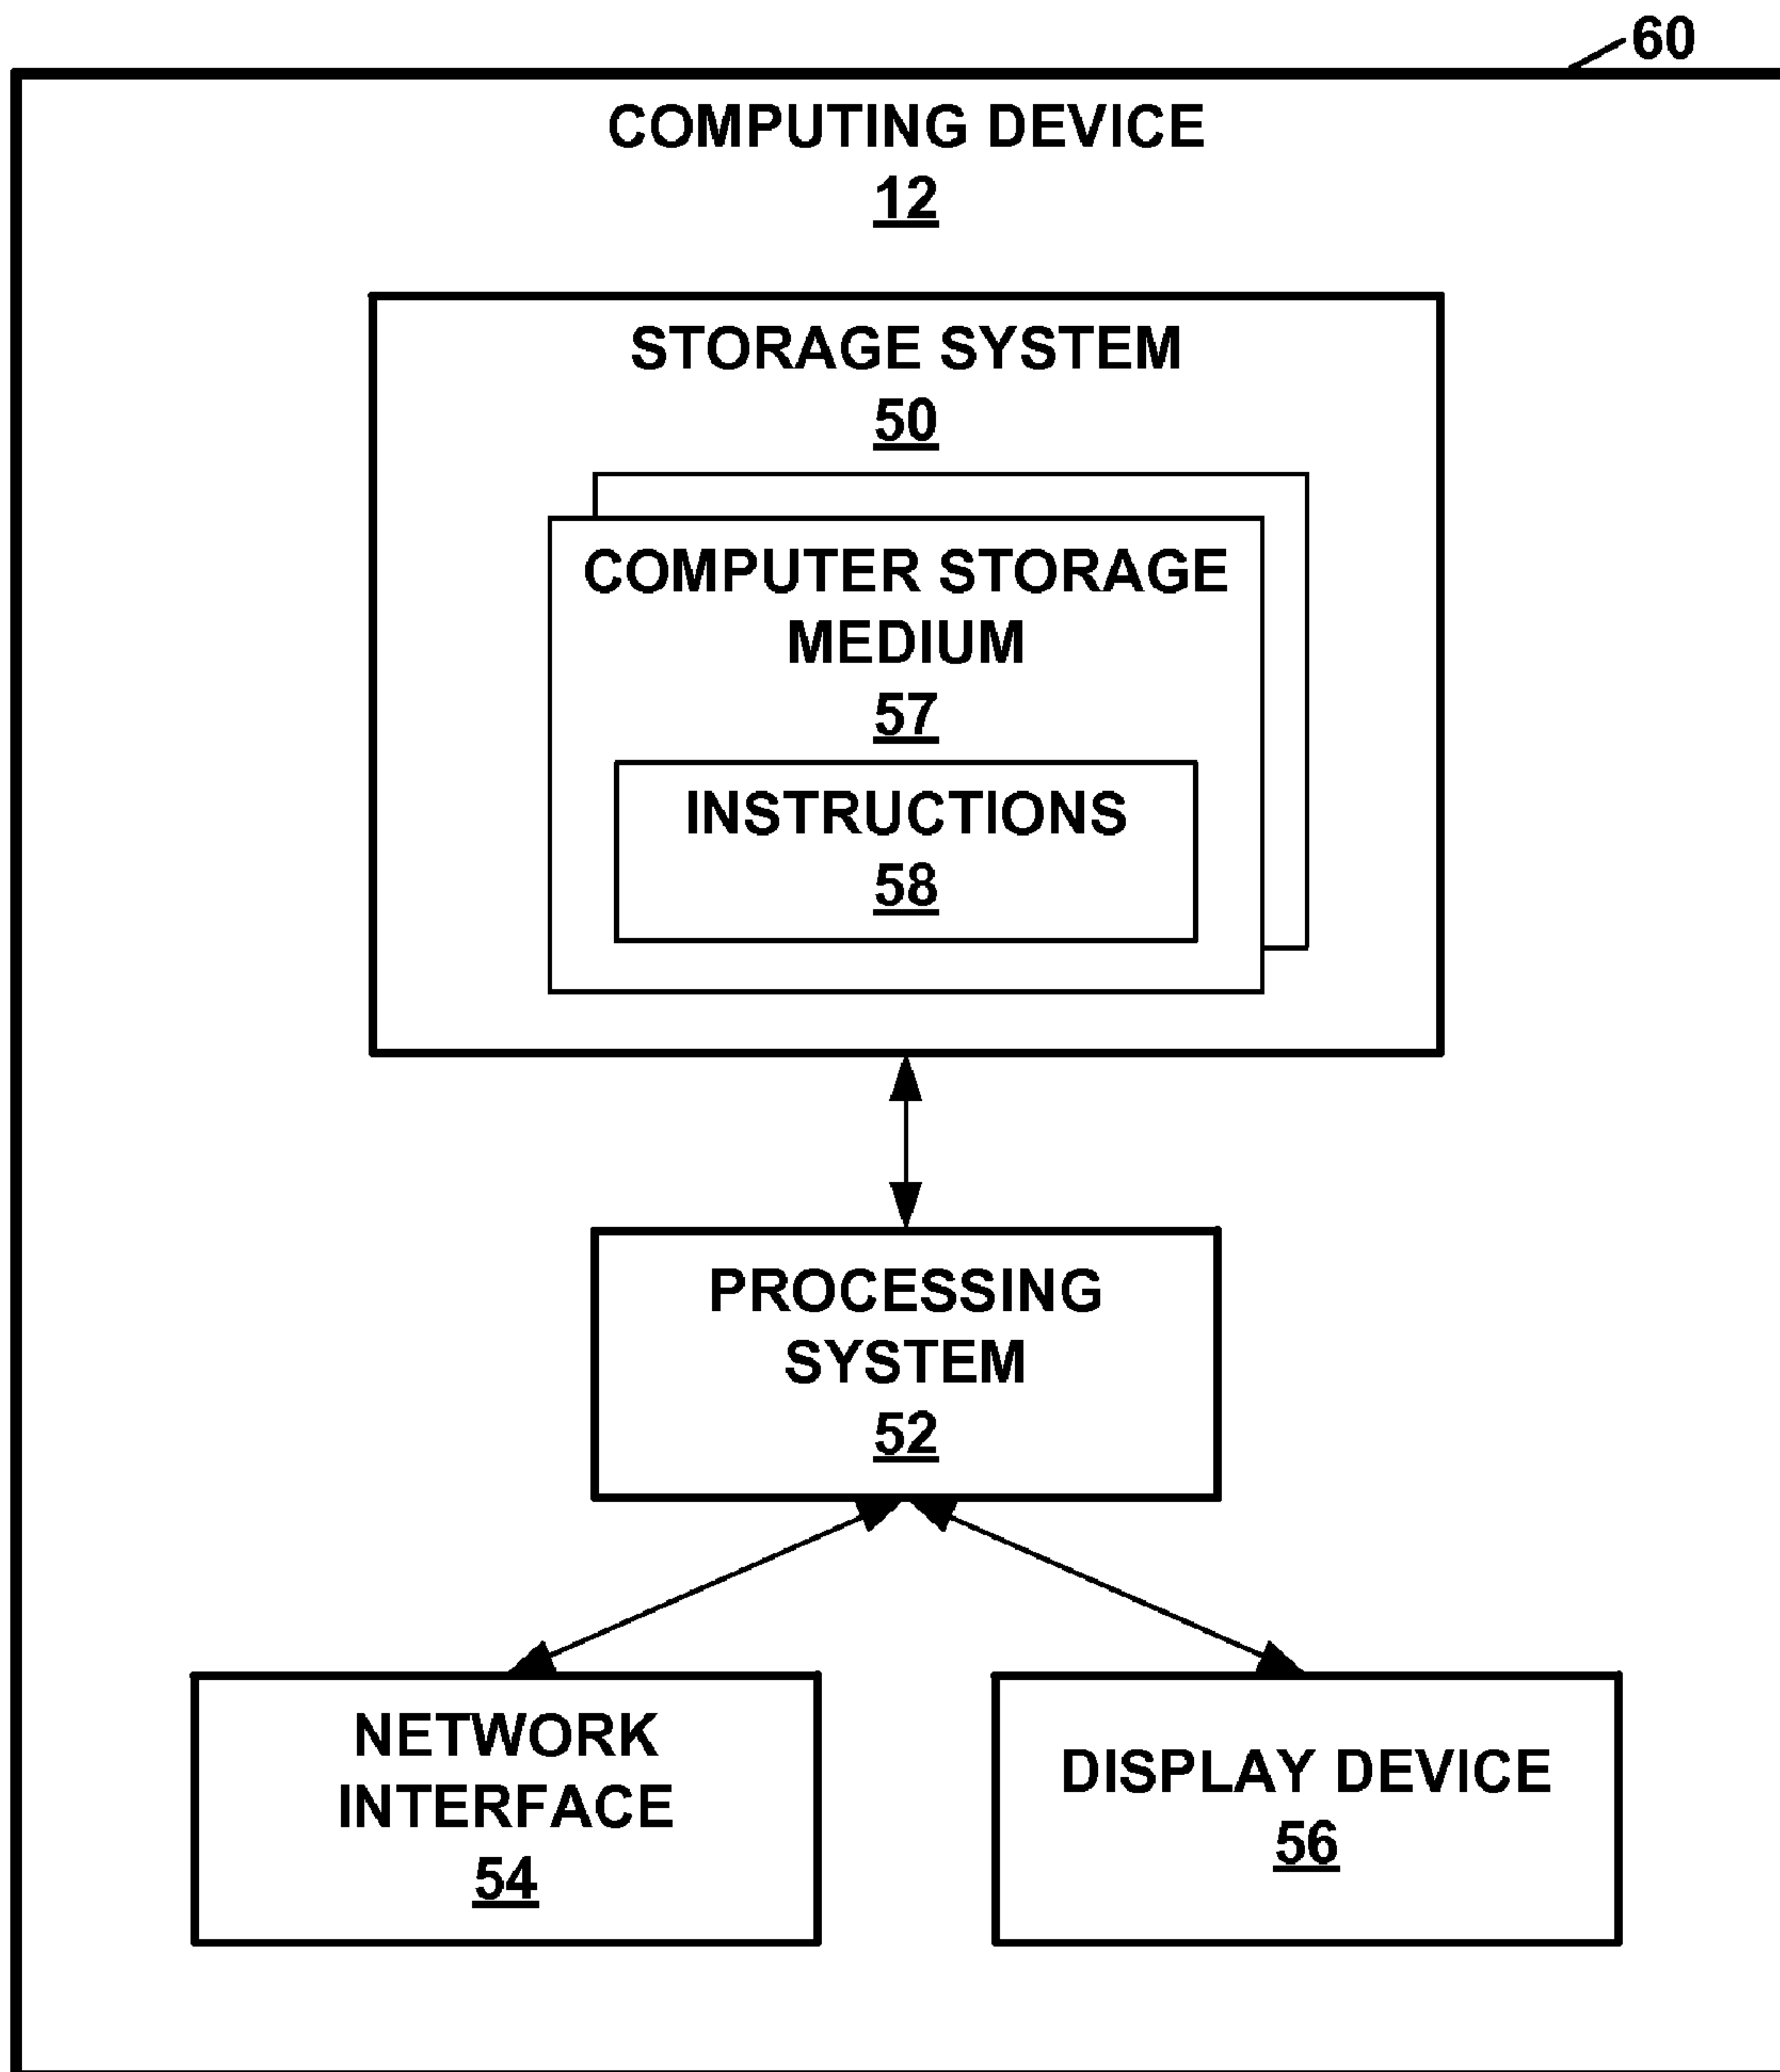 60
COMPUTING DEVICE
12
STORAGE SYSTEM
50
COMPUTER STORAGE
MEDIUM
57
INSTRUCTIONS
58
PROCESSING
SYSTEM
52
NETWORK
INTERFACE
54
DISPLAY DEVICE
56